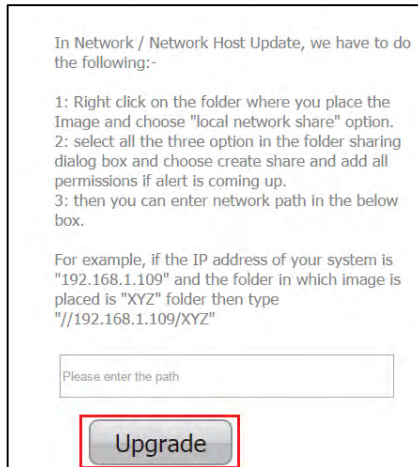 In Network / Network Host Update, we have to do
the following:-
1: Right click on the folder where you place the
Image and choose "local network share" option.
2: select all the three option in the folder sharing
dialog box and choose create share and add all
permissions if alert is coming up.
3: then you can enter network path in the below
box.
For example, if the IP address of your system is
"192.168.1.109" and the folder in which image is
placed is "XYZ" folder then type
"//192.168.1.109/XYZ"
Please enter the path
Upgrade